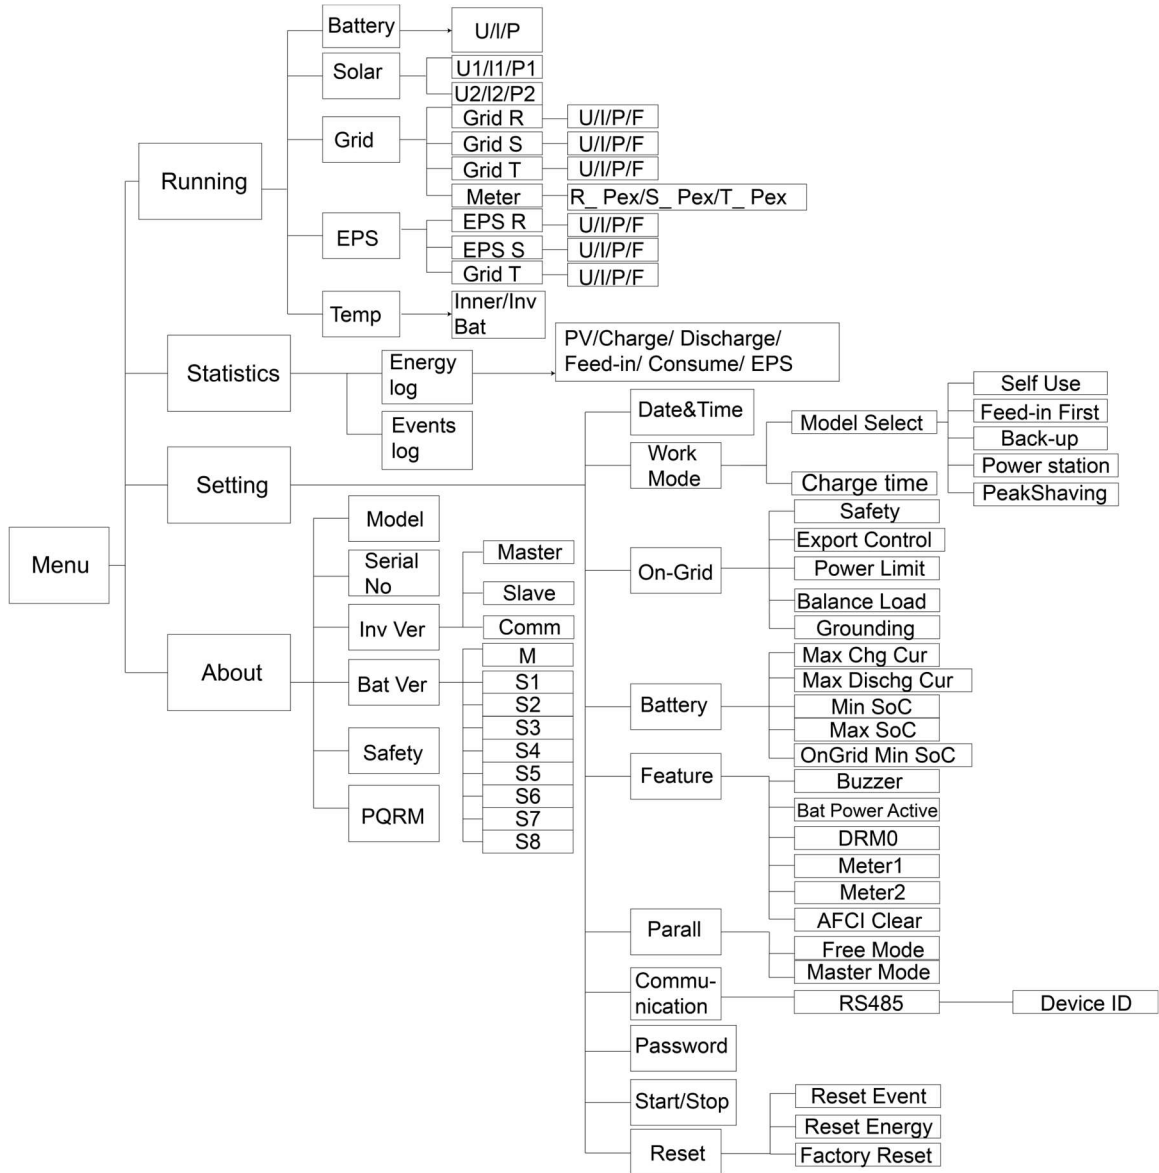 Menu
Running
Battery
U/I/P
Solar
U1/I1/P1
U2/I2/P2
Grid
Grid R
U/I/P/F
Grid S
U/I/P/F
Grid T
U/I/P/F
Meter
R_ Pex/S_ Pex/T_ Pex
EPS
EPS R
U/I/P/F
EPS S
U/I/P/F
Grid T
U/I/P/F
Temp
Inner/Inv
Bat
Statistics
Energy
log
PV/Charge/ Discharge/
Feed-in/ Consume/ EPS
Events
log
Setting
Date&Time
Work
Mode
Model Select
Self Use
Feed-in First
Back-up
Power station
PeakShaving
Charge time
On-Grid
Safety
Export Control
Power Limit
Balance Load
Grounding
Battery
Max Chg Cur
Max Dischg Cur
Min SoC
Max SoC
OnGrid Min SoC
Feature
Buzzer
Bat Power Active
DRM0
Meter1
Meter2
AFCI Clear
Parall
Free Mode
Master Mode
Commu-
nication
RS485
Device ID
Password
Start/Stop
Reset
Reset Event
Reset Energy
Factory Reset
About
Model
Serial
No
Inv Ver
Master
Slave
Comm
Bat Ver
M
S1
S2
S3
S4
S5
S6
S7
S8
Safety
PQRM